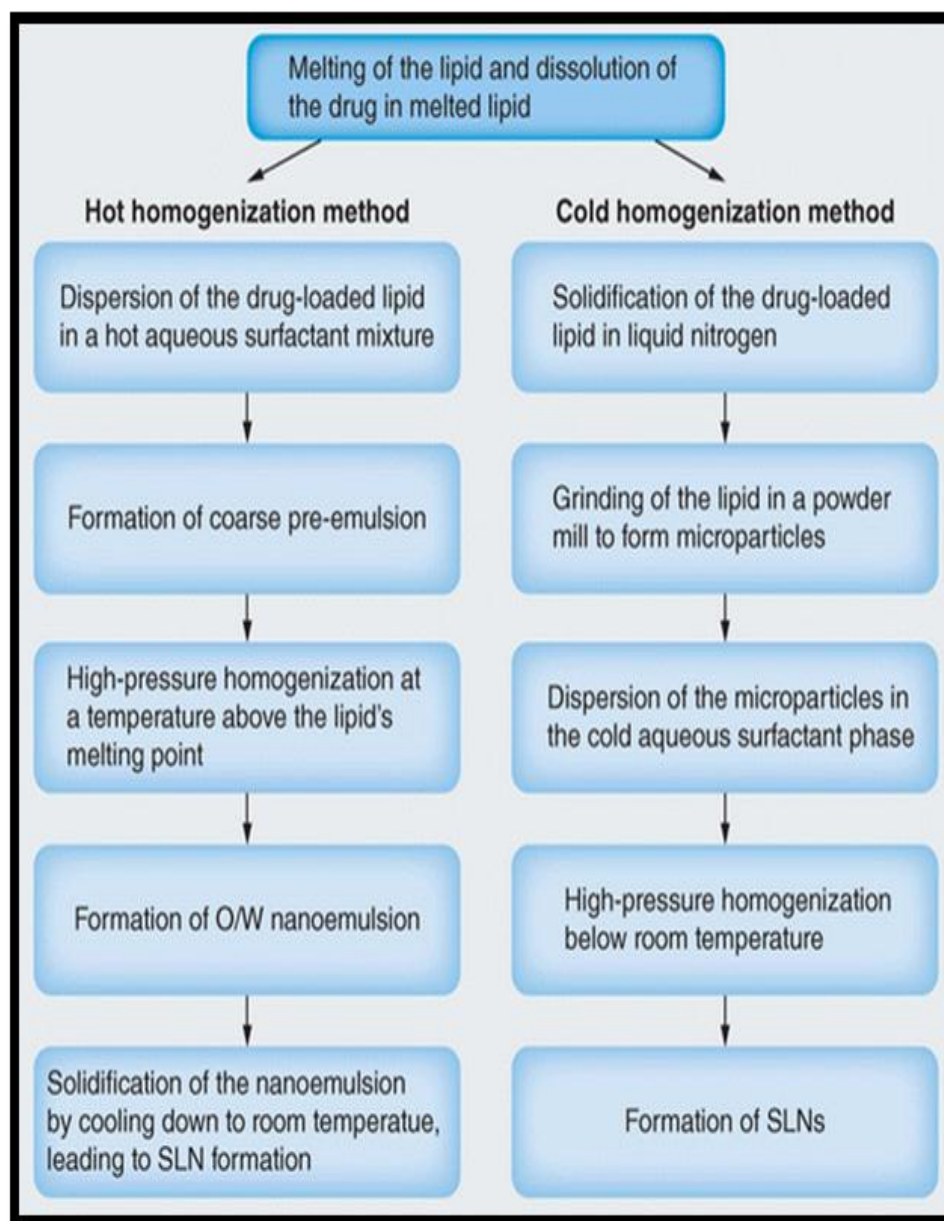 Melting of the lipid and dissolution of
the drug in melted lipid
Hot homogenization method
Dispersion of the drug-loaded lipid
in a hot aqueous surfactant mixture
Formation of coarse pre-emulsion
High-pressure homogenization at
a temperature above the lipid's
melting point
Formation of O/W nanoemulsion
Solidification of the nanoemulsion
by cooling down to room temperatue,
leading to SLN formation
Cold homogenization method
Solidification of the drug-loaded
lipid in liquid nitrogen
Grinding of the lipid in a powder
mill to form microparticles
Dispersion of the microparticles in
the cold aqueous surfactant phase
High-pressure homogenization
below room temperature
Formation of SLNs